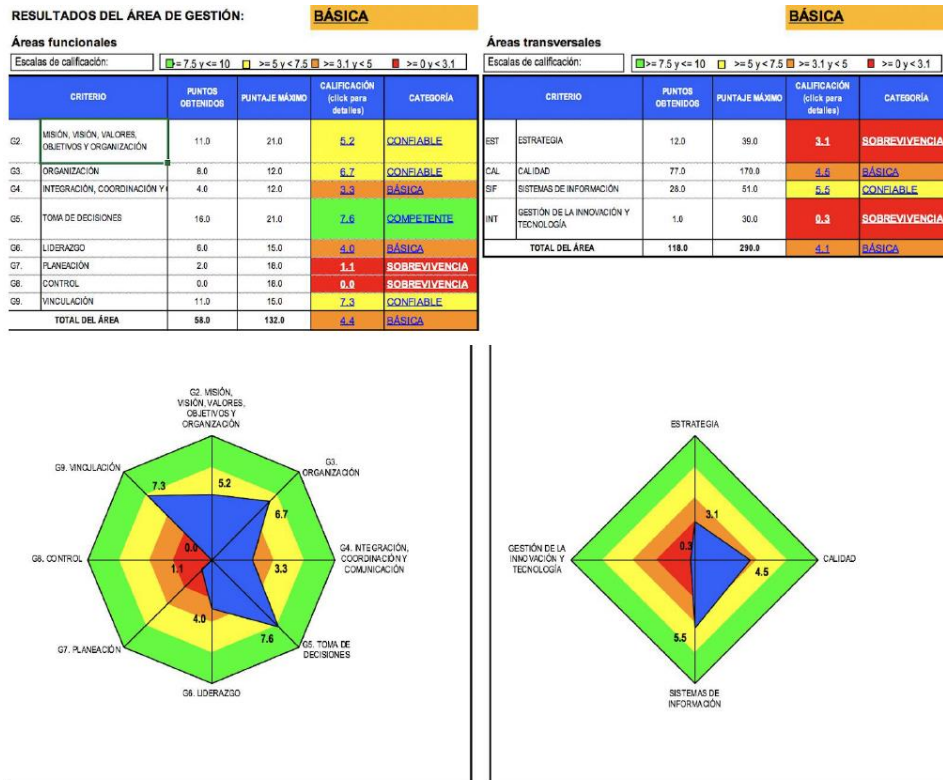 RESULTADOS DEL ÁREA DE GESTIÓN: BÁSICA BÁSICA
Áreas funcionales
Escalas de calificación: >= 7.5 y <= 10 >= 5 y < 7.5 >= 3.1 y < 5 >= 0 y < 3.1
CRITERIO PUNTOS OBTENIDOS PUNTAJE MÁXIMO CALIFICACIÓN (click para detalles) CATEGORÍA
G2. MISIÓN, VISIÓN, VALORES, OBJETIVOS Y ORGANIZACIÓN 11.0 21.0 5.2 CONFIABLE
G3. ORGANIZACIÓN 8.0 12.0 6.7 CONFIABLE
G4. INTEGRACIÓN, COORDINACIÓN Y 4.0 12.0 3.3 BÁSICA
G5. TOMA DE DECISIONES 16.0 21.0 7.6 COMPETENTE
G6. LIDERAZGO 6.0 15.0 4.0 BÁSICA
G7. PLANEACIÓN 2.0 18.0 1.1 SOBREVIVENCIA
G8. CONTROL 0.0 18.0 0.0 SOBREVIVENCIA
G9. VINCULACIÓN 11.0 15.0 7.3 CONFIABLE
TOTAL DEL ÁREA 58.0 132.0 4.4 BÁSICA
Áreas transversales
Escalas de calificación: >= 7.5 y <= 10 >= 5 y < 7.5 >= 3.1 y < 5 >= 0 y < 3.1
CRITERIO PUNTOS OBTENIDOS PUNTAJE MÁXIMO CALIFICACIÓN (click para detalles) CATEGORÍA
EST ESTRATEGIA 12.0 39.0 3.1 SOBREVIVENCIA
CAL CALIDAD 77.0 170.0 4.5 BÁSICA
SIF SISTEMAS DE INFORMACIÓN 28.0 51.0 5.5 CONFIABLE
INT GESTIÓN DE LA INNOVACIÓN Y TECNOLOGÍA 1.0 30.0 0.3 SOBREVIVENCIA
TOTAL DEL ÁREA 118.0 290.0 4.1 BÁSICA
G2. MISIÓN,
VISIÓN, VALORES,
OBJETIVOS Y
ORGANIZACIÓN
G3.
ORGANIZACIÓN
G4. INTEGRACIÓN,
COORDINACIÓN Y
COMUNICACIÓN
G5. TOMA DE
DECISIONES
G6. LIDERAZGO
G7. PLANEACIÓN
G8. CONTROL
G9. VINCULACIÓN
5.2
6.7
3.3
7.6
4.0
1.1
0.0
7.3
ESTRATEGIA
CALIDAD
SISTEMAS DE
INFORMACIÓN
GESTIÓN DE LA
INNOVACIÓN Y
TECNOLOGÍA
3.1
4.5
5.5
0.3